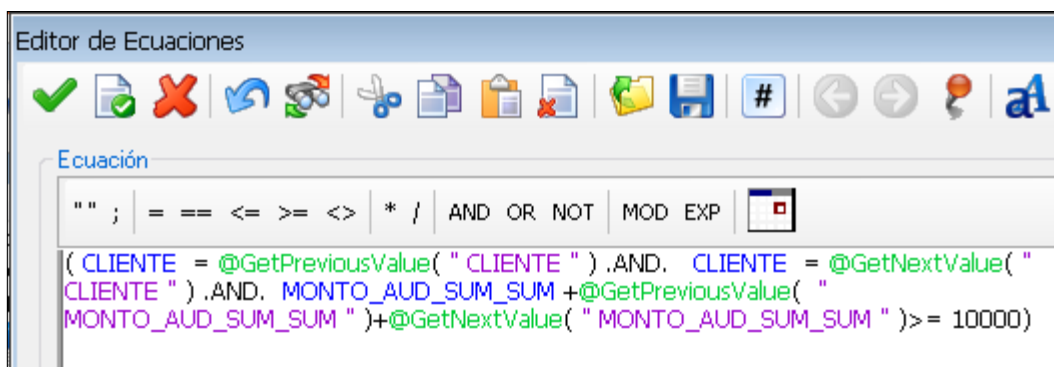 Editor de Ecuaciones
#
aA
Ecuación
" " ; = == <= >= <> * / AND OR NOT MOD EXP
( CLIENTE = @GetPreviousValue( " CLIENTE " ) .AND. CLIENTE = @GetNextValue( "
CLIENTE " ) .AND. MONTO_AUD_SUM_SUM +@GetPreviousValue( "
MONTO_AUD_SUM_SUM " )+@GetNextValue( " MONTO_AUD_SUM_SUM " )>= 10000)